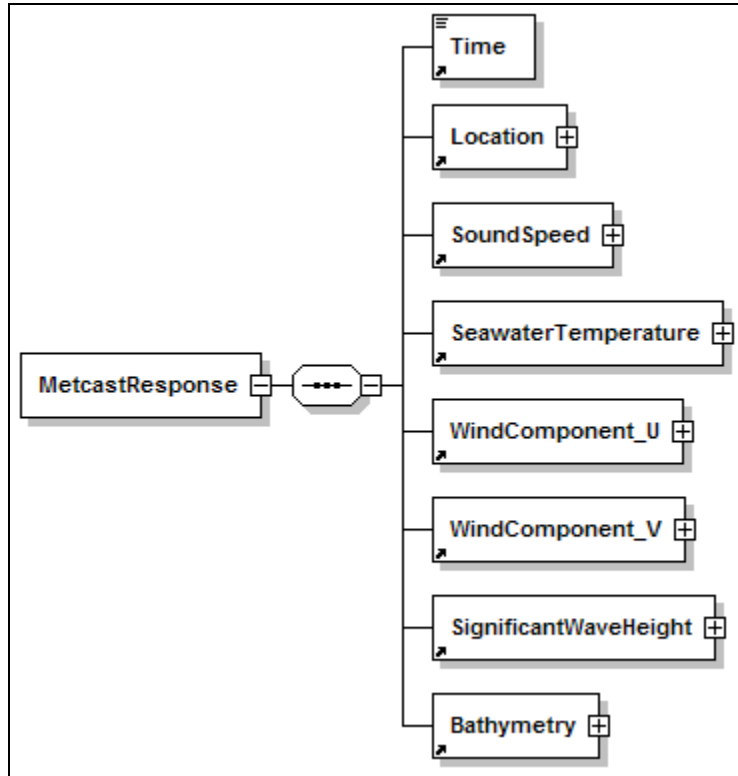 Time
Location
SoundSpeed
SeawaterTemperature
MetcastResponse
WindComponent_U
WindComponent_V
SignificantWaveHeight
Bathymetry